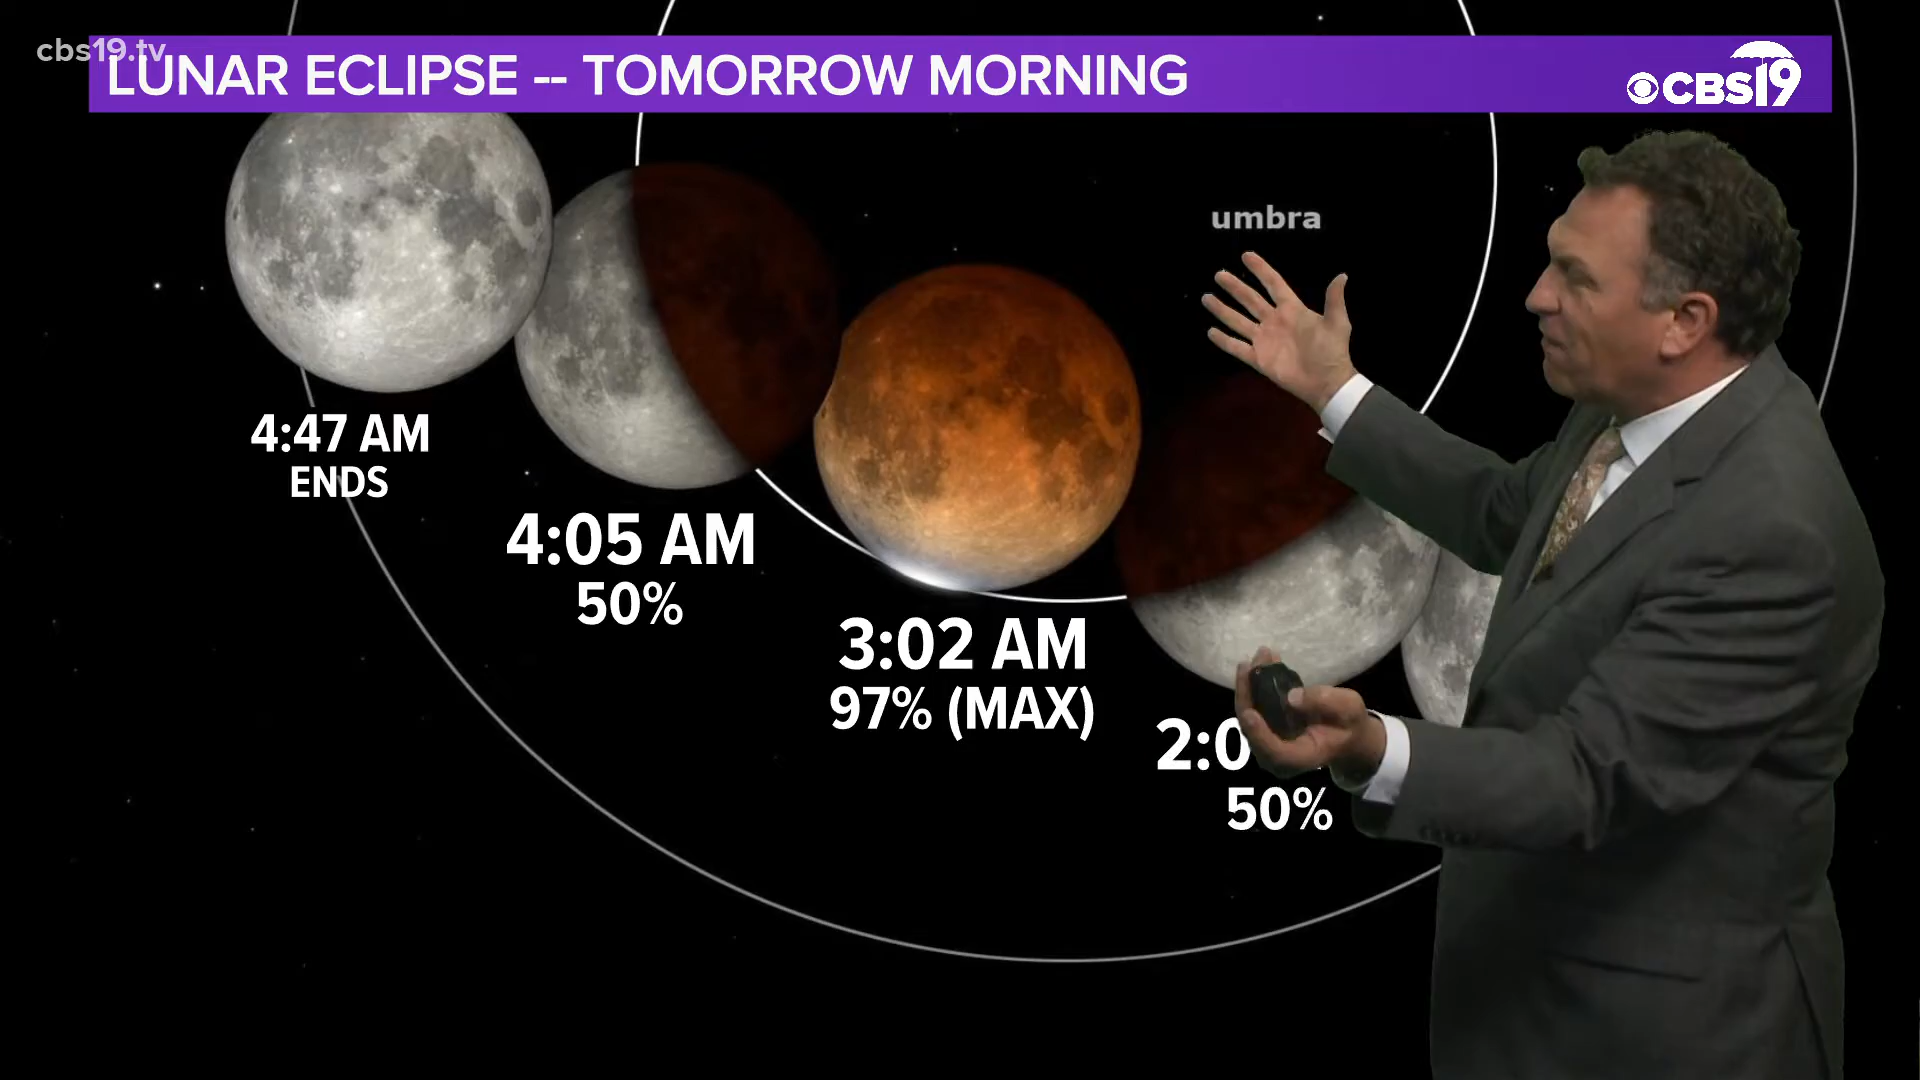 cbs19.tv
LUNAR ECLIPSE -- TOMORROW MORNING
CBS19
umbra
4:47 AM
ENDS
4:05 AM
50%
3:02 AM
97% (MAX)
50%